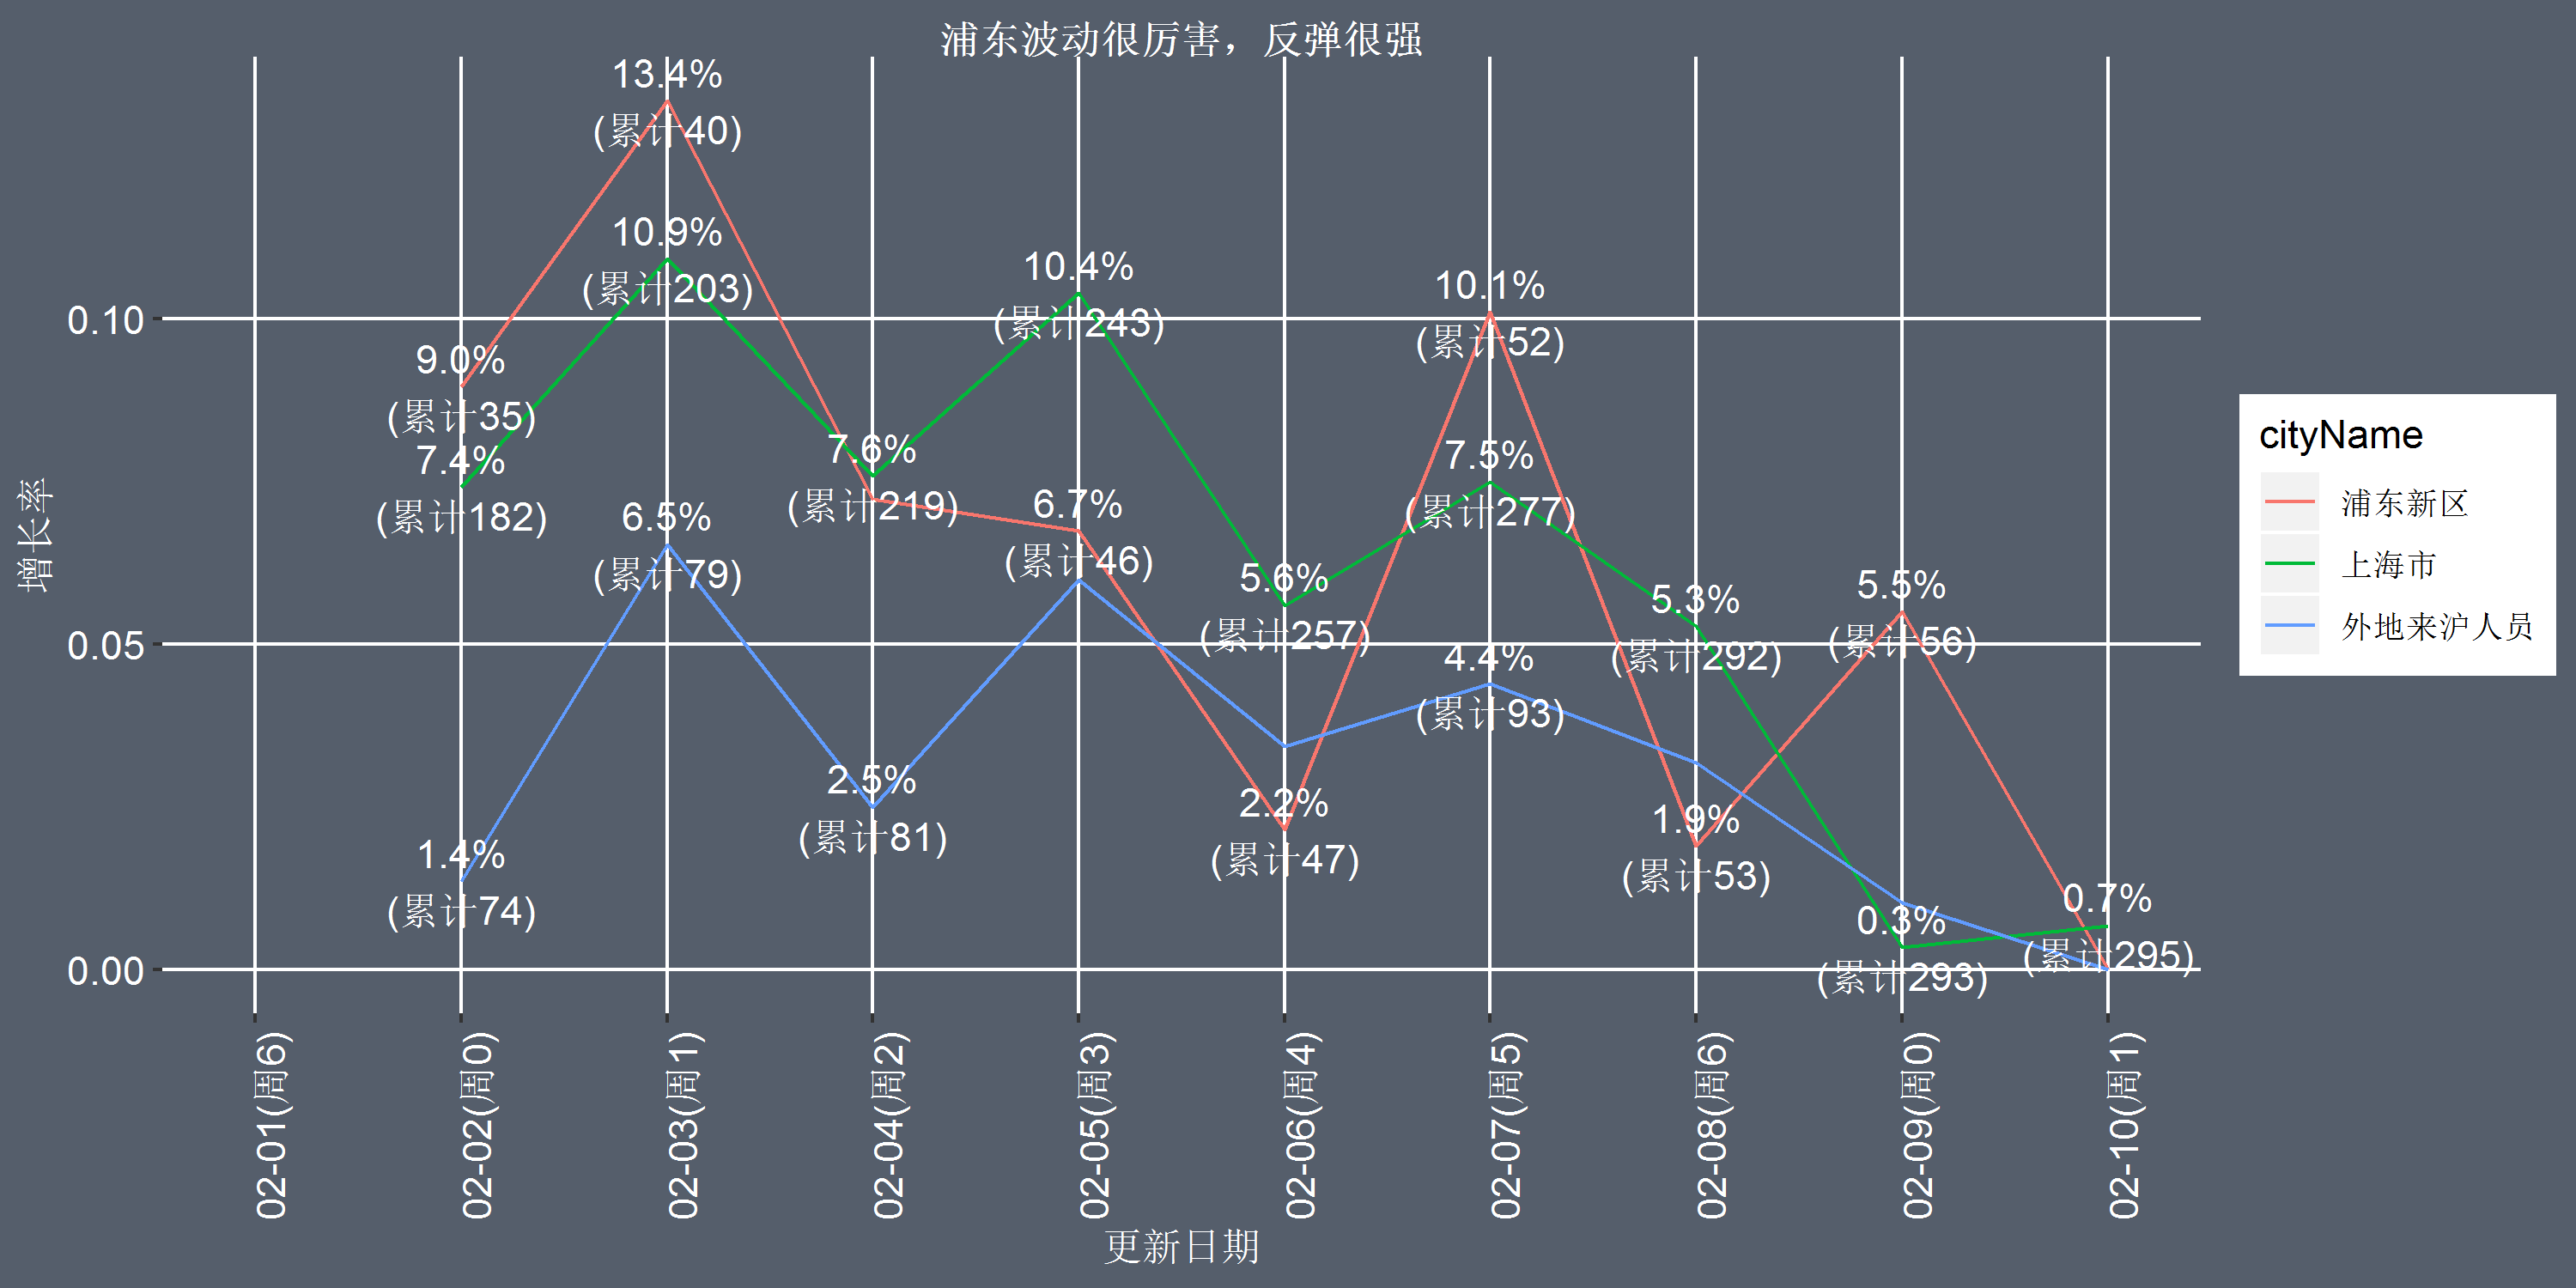 浦东波动很厉害，反弹很强
13.4%
(累计40)
10.9%
(累计203)
10.4%
(累计243)
10.1%
(累计52)
9.0%
(累计35)
7.4%
(累计182)
7.6%
(累计219)
6.5%
(累计79)
6.7%
(累计46)
7.5%
(累计277)
5.6%
(累计257)
5.3%
(累计292)
5.5%
(累计56)
4.4%
(累计93)
2.5%
(累计81)
2.2%
(累计47)
1.9%
(累计53)
1.4%
(累计74)
0.3%
(累计293)
0.7%
(累计295)
0.10
0.05
0.00
增长率
02-01(周6)
02-02(周0)
02-03(周1)
02-04(周2)
02-05(周3)
02-06(周4)
02-07(周5)
02-08(周6)
02-09(周0)
02-10(周1)
更新日期
cityName
浦东新区
上海市
外地来沪人员